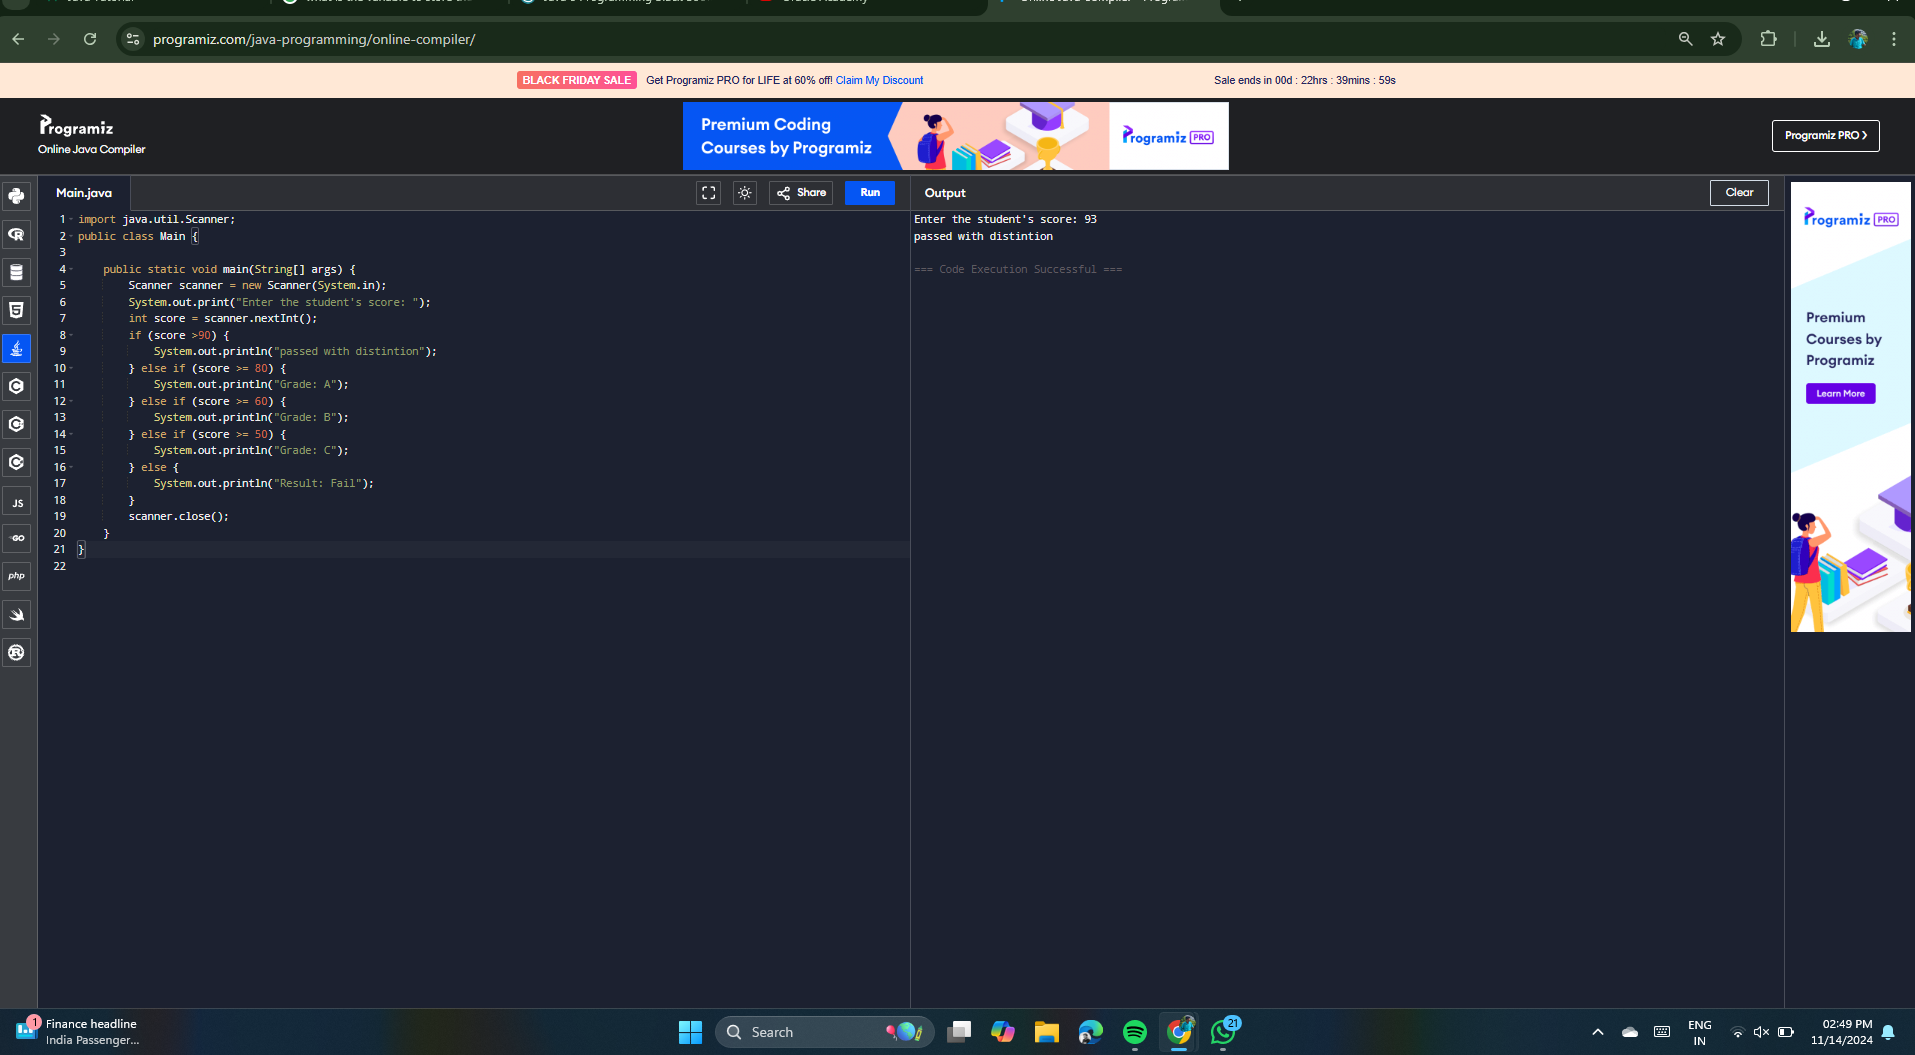 programiz.com/java-programming/online-compiler/
BLACK FRIDAY SALE Get Programiz PRO for LIFE at 60% off! Claim My Discount Sale ends in 00d : 22hrs : 39mins : 59s
Programiz
Online Java Compiler
Premium Coding
Courses by Programiz
Programiz PRO
Programiz PRO >
Main.java
Share
Run
Output
Clear
1 import java.util.Scanner;
2 public class Main {
3
4 public static void main(String[] args) {
5 Scanner scanner = new Scanner(System.in);
6 System.out.print("Enter the student's score: ");
7 int score = scanner.nextInt();
8 if (score >90) {
9 System.out.println("passed with distintion");
10 } else if (score >= 80) {
11 System.out.println("Grade: A");
12 } else if (score >= 60) {
13 System.out.println("Grade: B");
14 } else if (score >= 50) {
15 System.out.println("Grade: C");
16 } else {
17 System.out.println("Result: Fail");
18 }
19 scanner.close();
20 }
21 }
22
Enter the student's score: 93
passed with distintion
=== Code Execution Successful ===
Programiz PRO
Premium
Courses by
Programiz
Learn More
JS
GO
php
1
Finance headline
India Passenger...
Search
21
ENG
IN
02:49 PM
11/14/2024